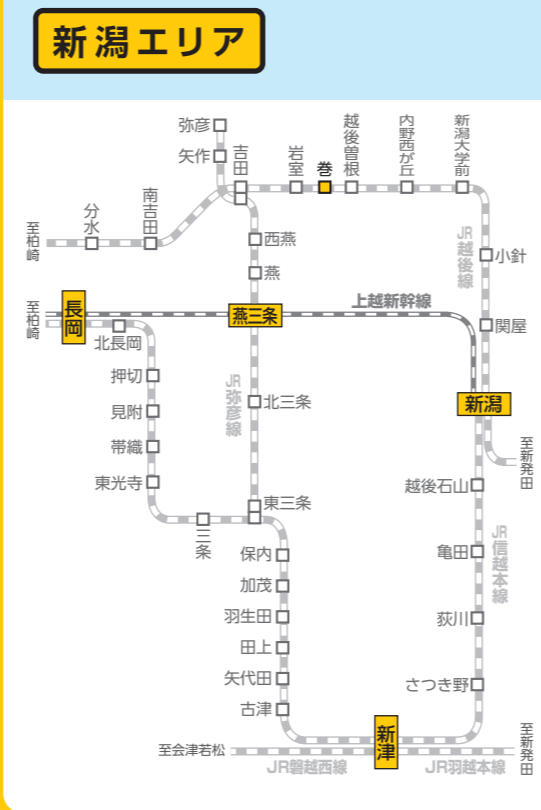 新潟エリア
弥彦
矢作
吉田
岩室
巻
越後曽根
内野西が丘
新潟大学前
至柏崎
分水
南吉田
西燕
燕
JR越後線
小針
至柏崎
長岡
北長岡
燕三条
上越新幹線
関屋
押切
見附
帯織
東光寺
三条
JR弥彦線
北三条
新潟
至新発田
東三条
越後石山
保内
加茂
羽生田
田上
矢代田
古津
亀田
JR信越本線
荻川
さつき野
新津
至会津若松
JR磐越西線
JR羽越本線
至新発田